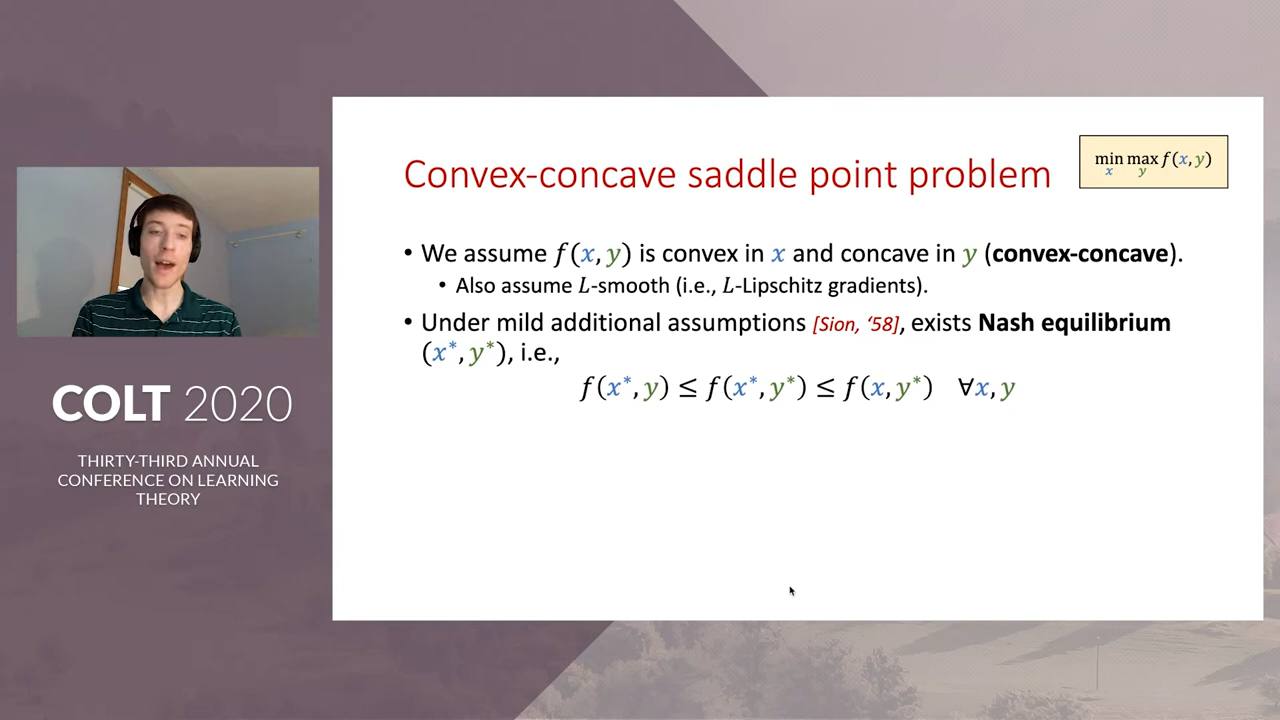 COLT 2020
THIRTY-THIRD ANNUAL
CONFERENCE ON LEARNING
THEORY
Convex-concave saddle point problem
min max f(x, y)
x y
• We assume f(x, y) is convex in x and concave in y (convex-concave).
• Also assume L-smooth (i.e., L-Lipschitz gradients).
• Under mild additional assumptions [Sion, ‘58], exists Nash equilibrium
(x*, y*), i.e.,
f(x*, y) ≤ f(x*, y*) ≤ f(x, y*) ∀x, y